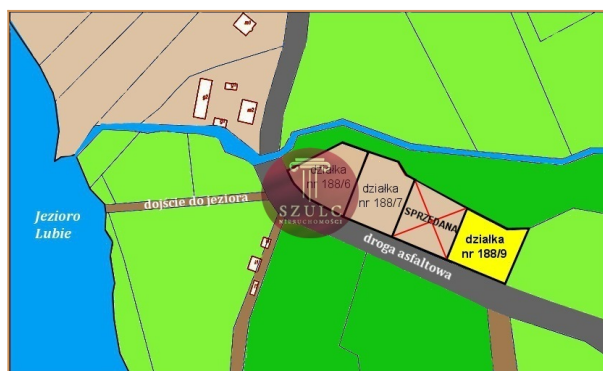 działka
nr 188/6
działka
nr 188/7
SPRZEDANA
działka
nr 188/9
dojście do jeziora
SZULC
NIERUCHOMOŚCI
Jezioro
Lubie
droga asfaltowa